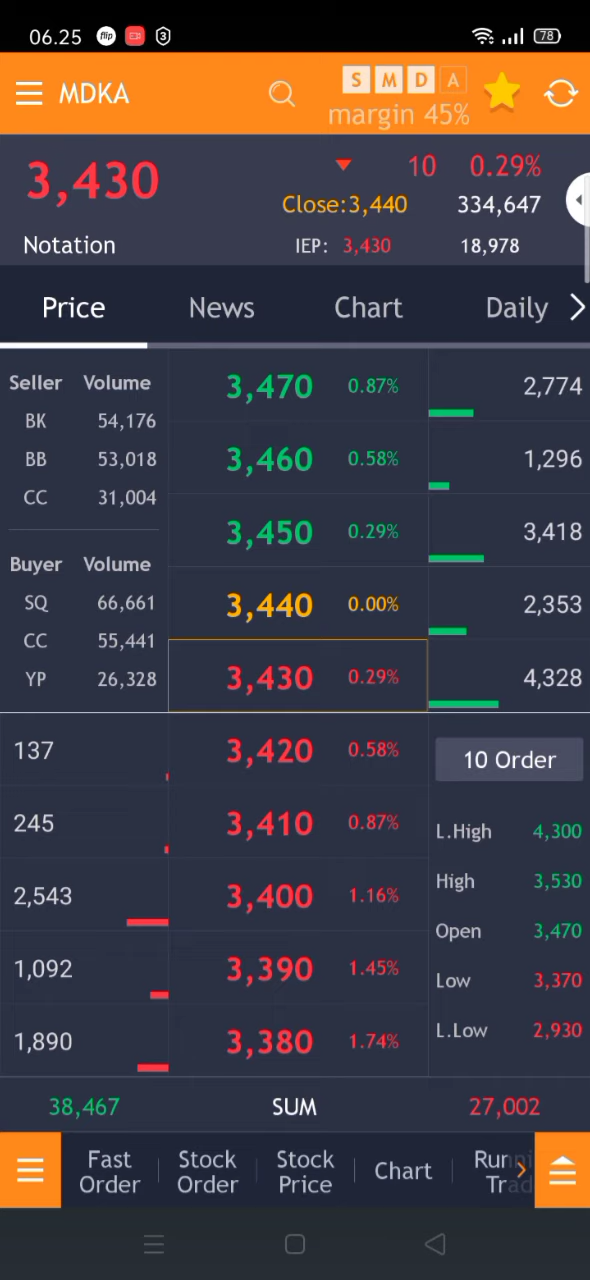 06.25 flip 3 78
MDKA S M D A
margin 45%
3,430 10 0.29%
Close:3,440 334,647
Notation IEP: 3,430 18,978
Price News Chart Daily
Seller Volume 3,470 0.87% 2,774
BK 54,176
BB 53,018 3,460 0.58% 1,296
CC 31,004
3,450 0.29% 3,418
Buyer Volume
SQ 66,661 3,440 0.00% 2,353
CC 55,441
YP 26,328 3,430 0.29% 4,328
137 3,420 0.58% 10 Order
245 3,410 0.87% L.High 4,300
High 3,530
2,543 3,400 1.16%
Open 3,470
1,092 3,390 1.45% Low 3,370
L.Low 2,930
1,890 3,380 1.74%
38,467 SUM 27,002
Fast Order Stock Order Stock Price Chart Runni Trad